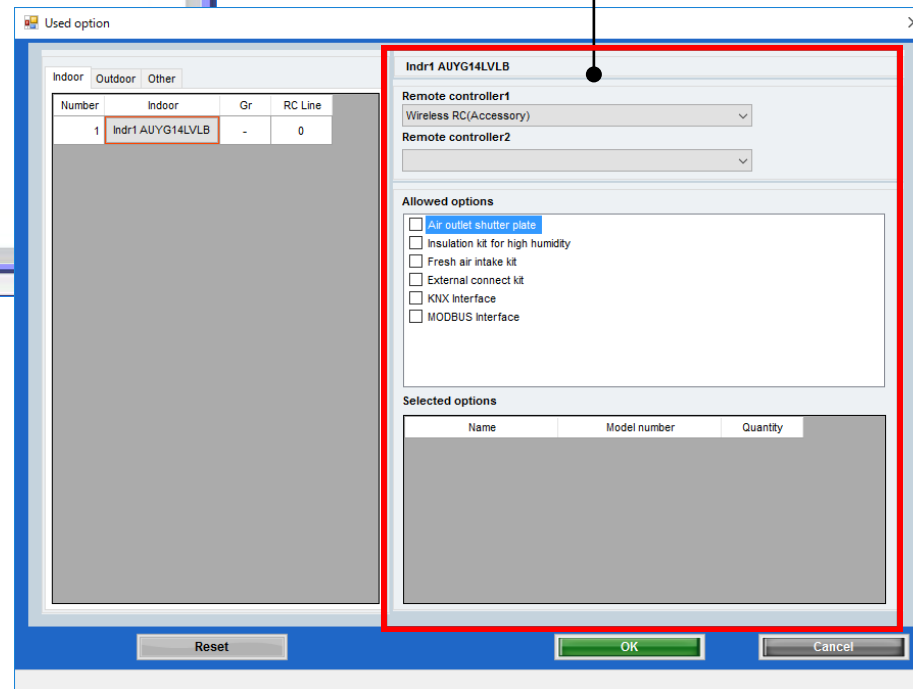 Used option
Indoor Outdoor Other
Number Indoor Gr RC Line
1 Indr1 AUYG14LVLB - 0
Indr1 AUYG14LVLB
Remote controller1
Wireless RC(Accessory)
Remote controller2
Allowed options
Air outlet shutter plate
Insulation kit for high humidity
Fresh air intake kit
External connect kit
KNX Interface
MODBUS Interface
Selected options
Name Model number Quantity
Reset OK Cancel